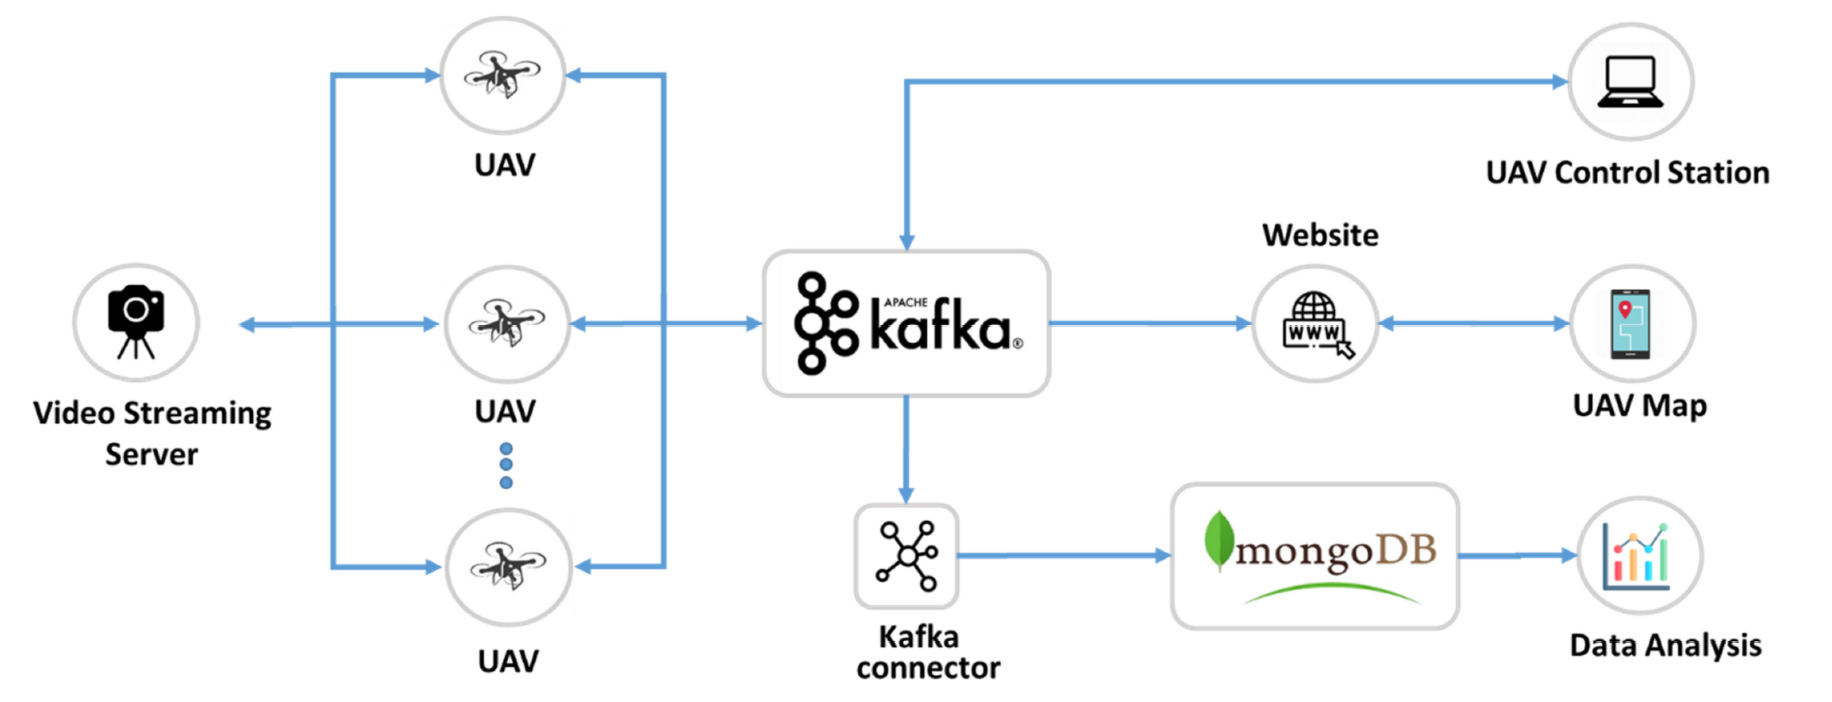 UAV
UAV Control Station
Website
APACHE
kafka®
WWW
Video Streaming
Server
UAV
UAV Map
mongoDB
Kafka
connector
Data Analysis
UAV